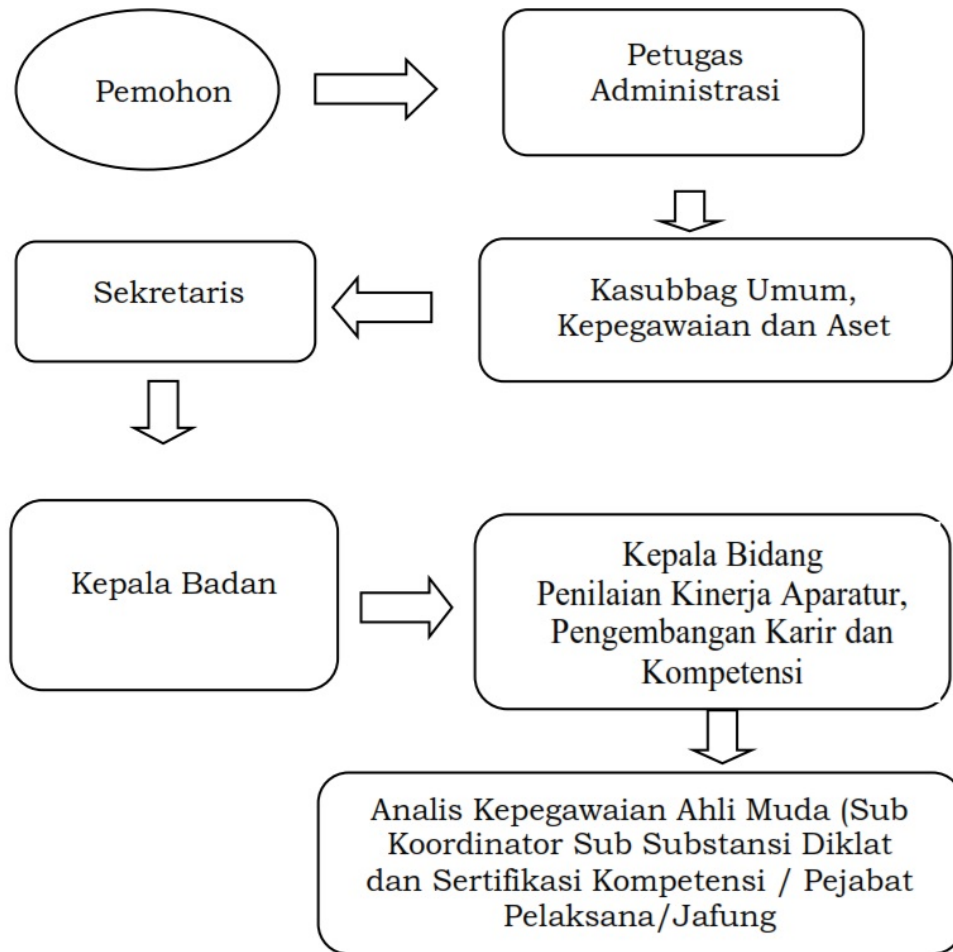 Pemohon
Petugas
Administrasi
Kasubbag Umum,
Kepegawaian dan Aset
Sekretaris
Kepala Badan
Kepala Bidang
Penilaian Kinerja Aparatur,
Pengembangan Karir dan
Kompetensi
Analis Kepegawaian Ahli Muda (Sub
Koordinator Sub Substansi Diklat
dan Sertifikasi Kompetensi / Pejabat
Pelaksana/Jafung